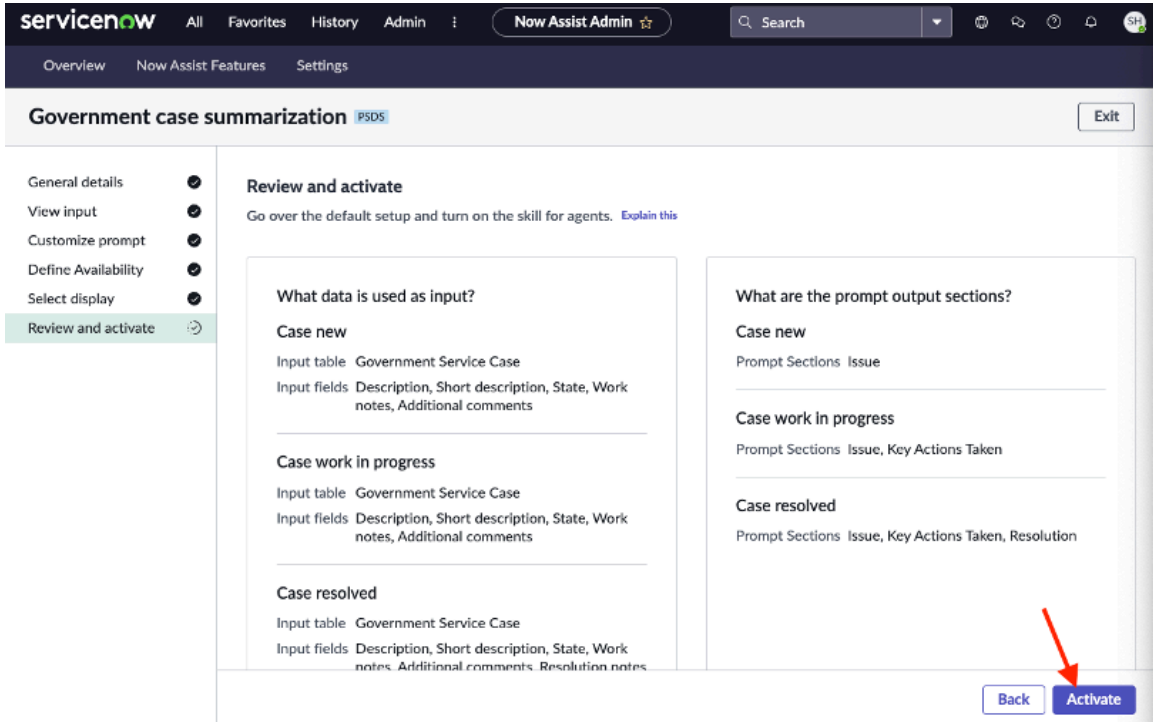 servicenow All Favorites History Admin Now Assist Admin Search SH
Overview Now Assist Features Settings
Government case summarization PSDS Exit
General details
View input
Customize prompt
Define Availability
Select display
Review and activate
Review and activate
Go over the default setup and turn on the skill for agents. Explain this
What data is used as input?
Case new
Input table Government Service Case
Input fields Description, Short description, State, Work
notes, Additional comments
Case work in progress
Input table Government Service Case
Input fields Description, Short description, State, Work
notes, Additional comments
Case resolved
Input table Government Service Case
Input fields Description, Short description, State, Work
notes, Additional comments, Resolution notes
What are the prompt output sections?
Case new
Prompt Sections Issue
Case work in progress
Prompt Sections Issue, Key Actions Taken
Case resolved
Prompt Sections Issue, Key Actions Taken, Resolution
Back Activate